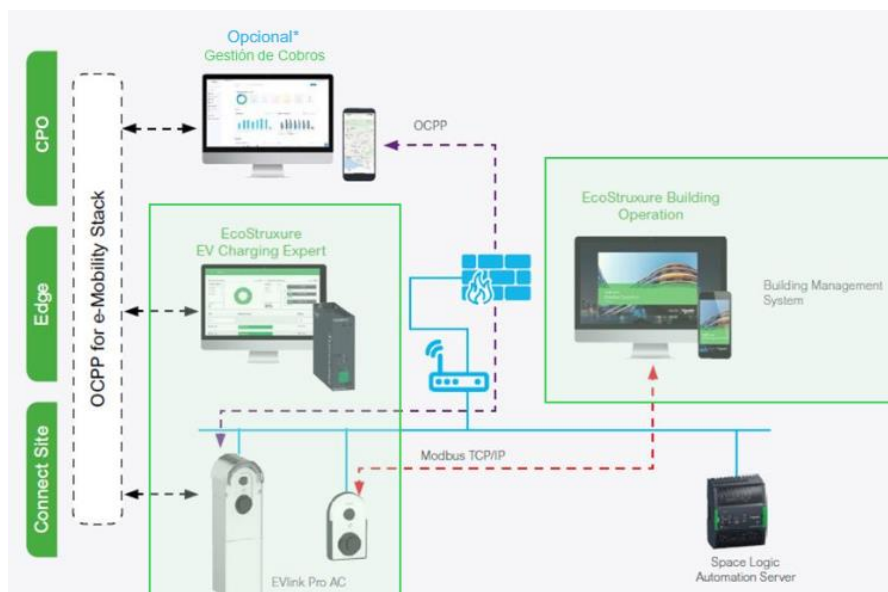 Opcional*
Gestión de Cobros
CPO
OCPP
OCPP for e-Mobility Stack
EcoStruxure Building
Operation
EcoStruxure
EV Charging Expert
Building Management
System
Edge
Modbus TCP/IP
Connect Site
EVlink Pro AC
Space Logic
Automation Server